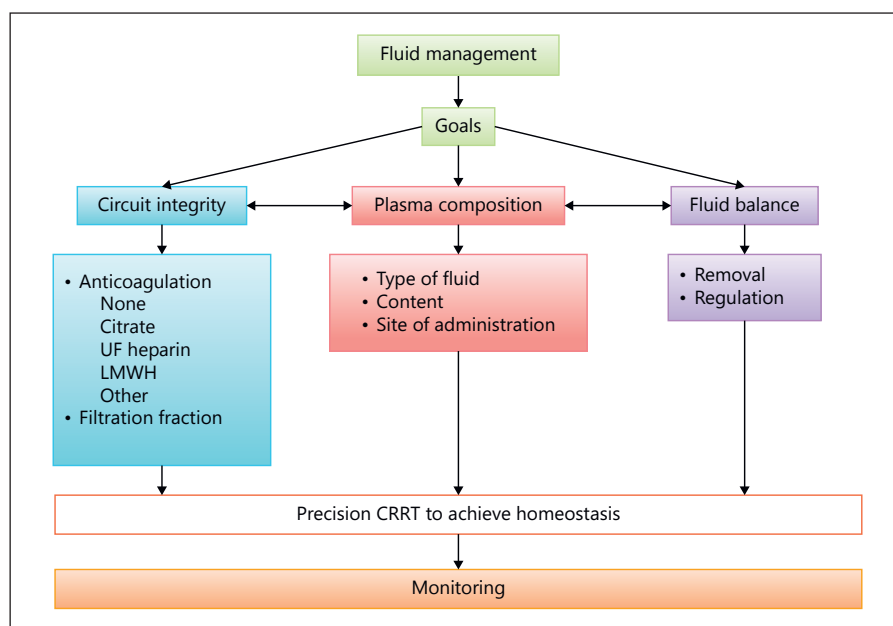 Fluid management
Goals
Circuit integrity
Plasma composition
Fluid balance
• Anticoagulation
None
Citrate
UF heparin
LMWH
Other
• Filtration fraction
• Type of fluid
• Content
• Site of administration
• Removal
• Regulation
Precision CRRT to achieve homeostasis
Monitoring